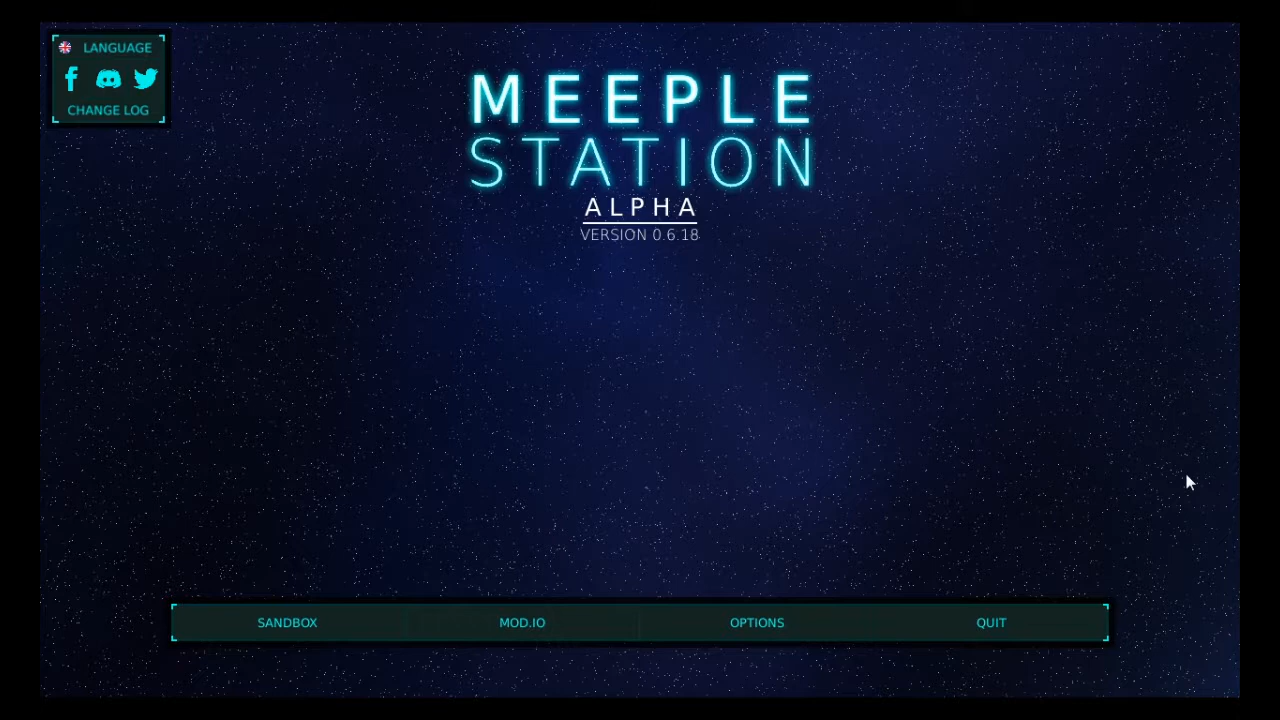 LANGUAGE
CHANGE LOG
MEEPLE
STATION
ALPHA
VERSION 0.6.18
SANDBOX
MOD.IO
OPTIONS
QUIT